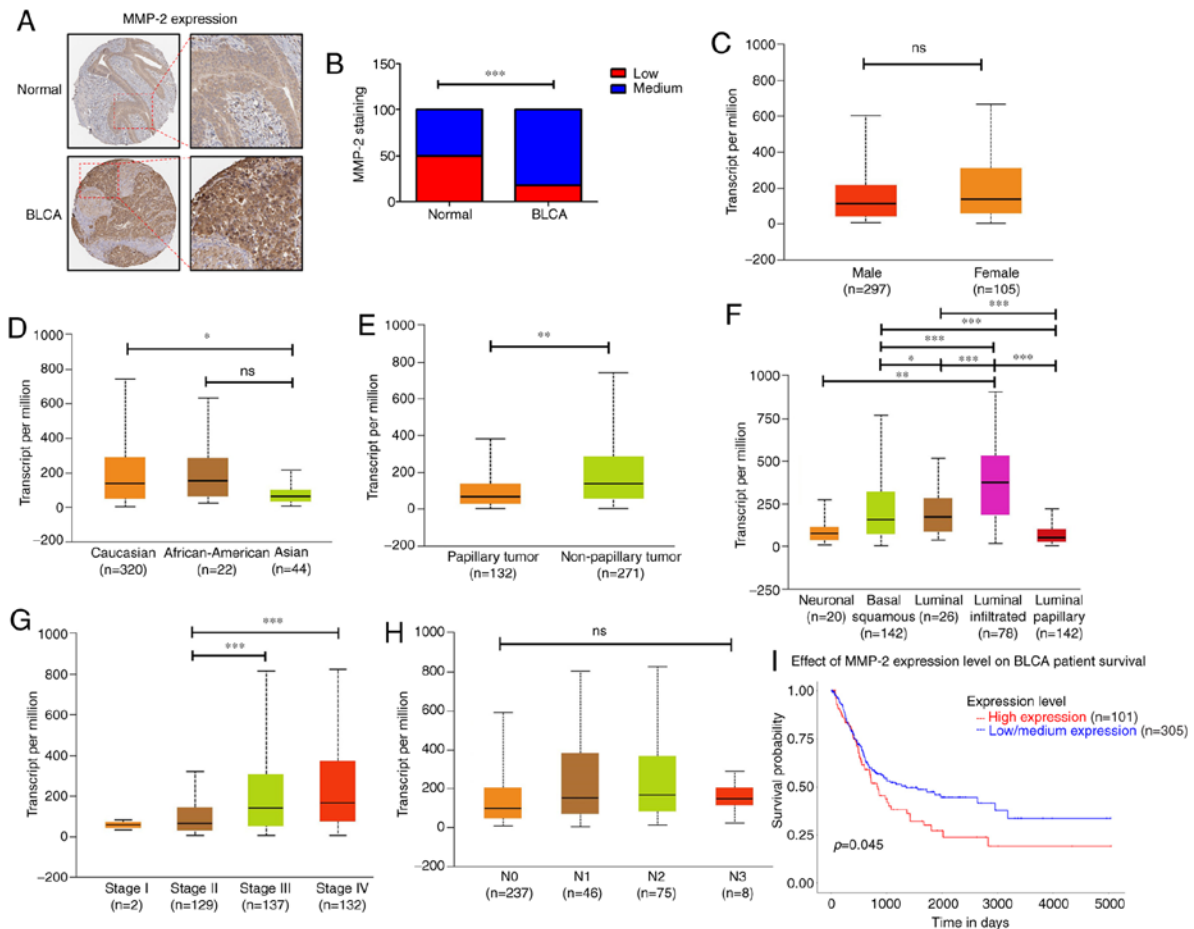 A
MMP-2 expression
Normal
BLCA
B
150
100
50
0
MMP-2 staining
***
Low
Medium
Normal
BLCA
C
1000
800
600
400
200
0
−200
Transcript per million
ns
Male
(n=297)
Female
(n=105)
D
1000
800
600
400
200
0
−200
Transcript per million
*
ns
Caucasian
(n=320)
African-American
(n=22)
Asian
(n=44)
E
1000
800
600
400
200
0
−200
Transcript per million
**
Papillary tumor
(n=132)
Non-papillary tumor
(n=271)
F
***
***
***
*
***
***
**
1000
750
500
250
0
−250
Transcript per million
Neuronal
(n=20)
Basal
squamous
(n=142)
Luminal
(n=26)
Luminal
infiltrated
(n=78)
Luminal
papillary
(n=142)
G
1000
800
600
400
200
0
−200
Transcript per million
***
***
Stage I
(n=2)
Stage II
(n=129)
Stage III
(n=137)
Stage IV
(n=132)
H
1000
800
600
400
200
0
−200
Transcript per million
ns
N0
(n=237)
N1
(n=46)
N2
(n=75)
N3
(n=8)
I
Effect of MMP-2 expression level on BLCA patient survival
1.00
0.75
0.50
0.25
0.00
Survival probability
Expression level
High expression (n=101)
Low/medium expression (n=305)
p=0.045
0
1000
2000
3000
4000
5000
Time in days